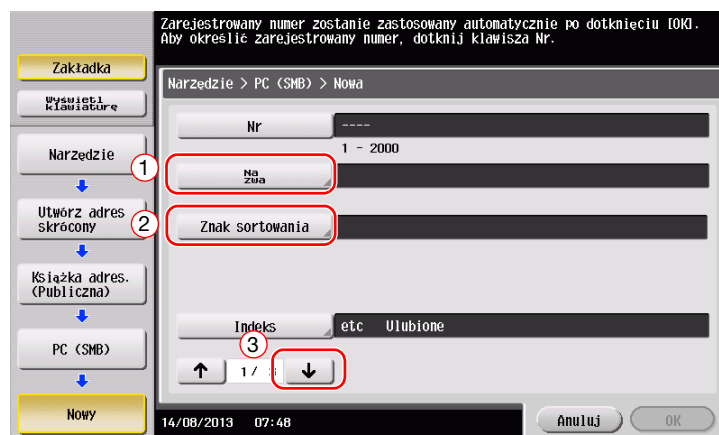 Zarejestrowany numer zostanie zastosowany automatycznie po dotknięciu [OK].
Aby określić zarejestrowany numer, dotknij klawisza Nr.
Zakładka
Wyświetl
klawiaturę
Narzędzie > PC (SMB) > Nowa
Nr
----
1 - 2000
Narzędzie
1
Na
zwa
Utwórz adres
skrócony
2
Znak sortowania
Książka adres.
(Publiczna)
Indeks
etc Ulubione
3
PC (SMB)
↑ 1/ ↓
Nowy
14/08/2013 07:48
Anuluj
OK